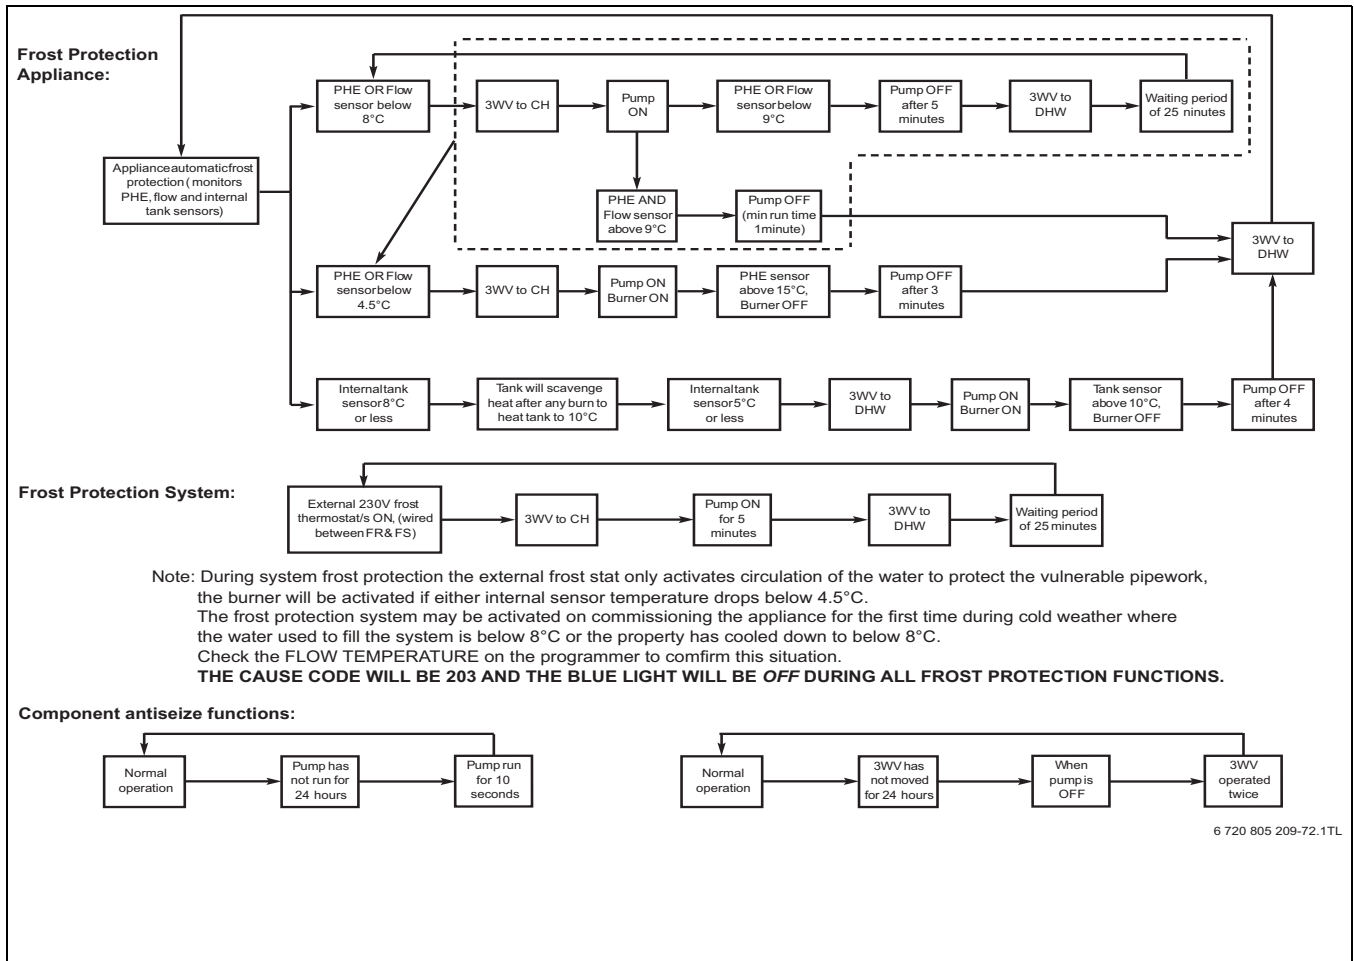 Frost Protection
Appliance:
PHE OR Flow
sensor below
8°C
3WV to CH
Pump
ON
PHE OR Flow
sensor below
9°C
Pump OFF
after 5
minutes
3WV to
DHW
Waiting period
of 25 ninutes
Appliance automatic frost
protection ( monitors
PHE, flow and internal
tank sensors)
PHE AND
Flow sensor
above 9°C
Pump OFF
(min run time
1minute)
3WV to
DHW
PHE OR Flow
sensor below
4.5°C
3WV to CH
Pump ON
Burner ON
PHE sensor
above 15°C,
Burner OFF
Pump OFF
after 3
minutes
Internal tank
sensor 8°C
or less
Tank will scavenge
heat after any burn to
heat tank to 10°C
Internal tank
sensor 5°C
or less
3WV to
DHW
Pump ON
Burner ON
Tank sensor
above 10°C,
Burner OFF
Pump OFF
after 4
minutes
Frost Protection System:
External 230V frost
thermostat/s ON, (wired
between FR & FS)
3WV to CH
Pump ON
for 5
minutes
3WV to
DHW
Waiting period
of 25 minutes
Note: During system frost protection the external frost stat only activates circulation of the water to protect the vulnerable pipework,
the burner will be activated if either internal sensor temperature drops below 4.5°C.
The frost protection system may be activated on commissioning the appliance for the first time during cold weather where
the water used to fill the system is below 8°C or the property has cooled down to below 8°C.
Check the FLOW TEMPERATURE on the programmer to comfirm this situation.
THE CAUSE CODE WILL BE 203 AND THE BLUE LIGHT WILL BE OFF DURING ALL FROST PROTECTION FUNCTIONS.
Component antiseize functions:
Normal
operation
Pump has
not run for
24 hours
Pump run
for 10
seconds
Normal
operation
3WV has
not moved
for 24 hours
When
pump is
OFF
3WV
operated
twice
6 720 805 209-72.1TL